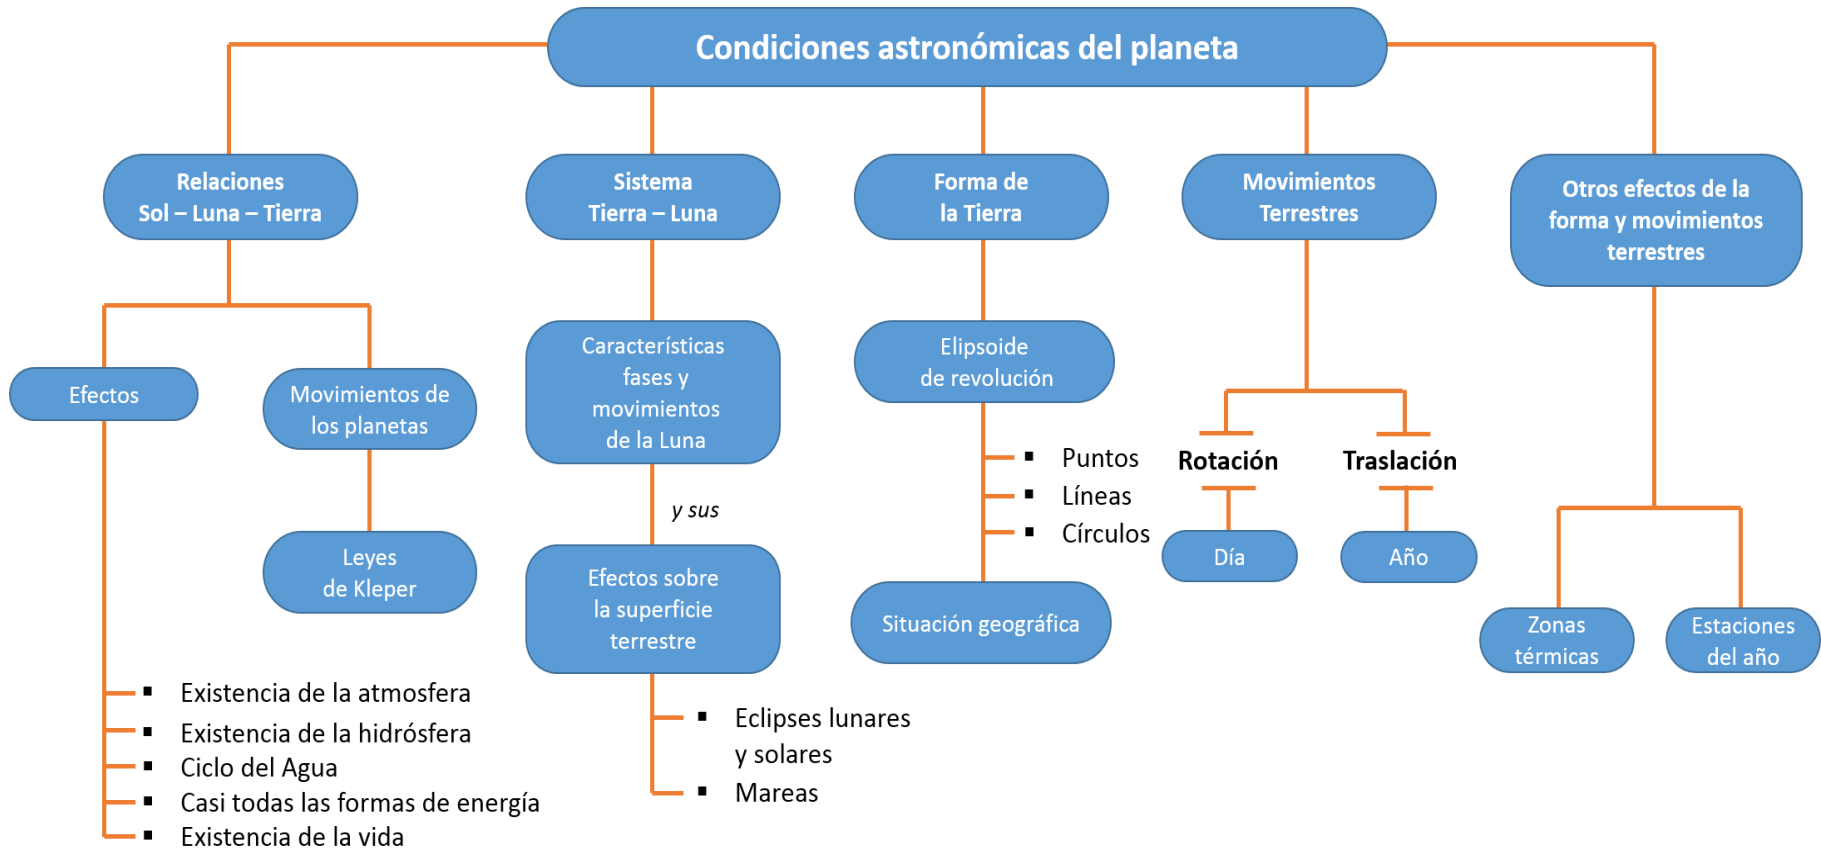 Condiciones astronómicas del planeta
Relaciones
Sol – Luna – Tierra
Sistema
Tierra – Luna
Forma de
la Tierra
Movimientos
Terrestres
Otros efectos de la
forma y movimientos
terrestres
Efectos
Movimientos de
los planetas
Leyes
de Kleper
▪ Existencia de la atmosfera
▪ Existencia de la hidrósfera
▪ Ciclo del Agua
▪ Casi todas las formas de energía
▪ Existencia de la vida
Características
fases y
movimientos
de la Luna
y sus
Efectos sobre
la superficie
terrestre
▪ Eclipses lunares
y solares
▪ Mareas
Elipsoide
de revolución
▪ Puntos
▪ Líneas
▪ Círculos
Situación geográfica
Rotación
Día
Traslación
Año
Zonas
térmicas
Estaciones
del año